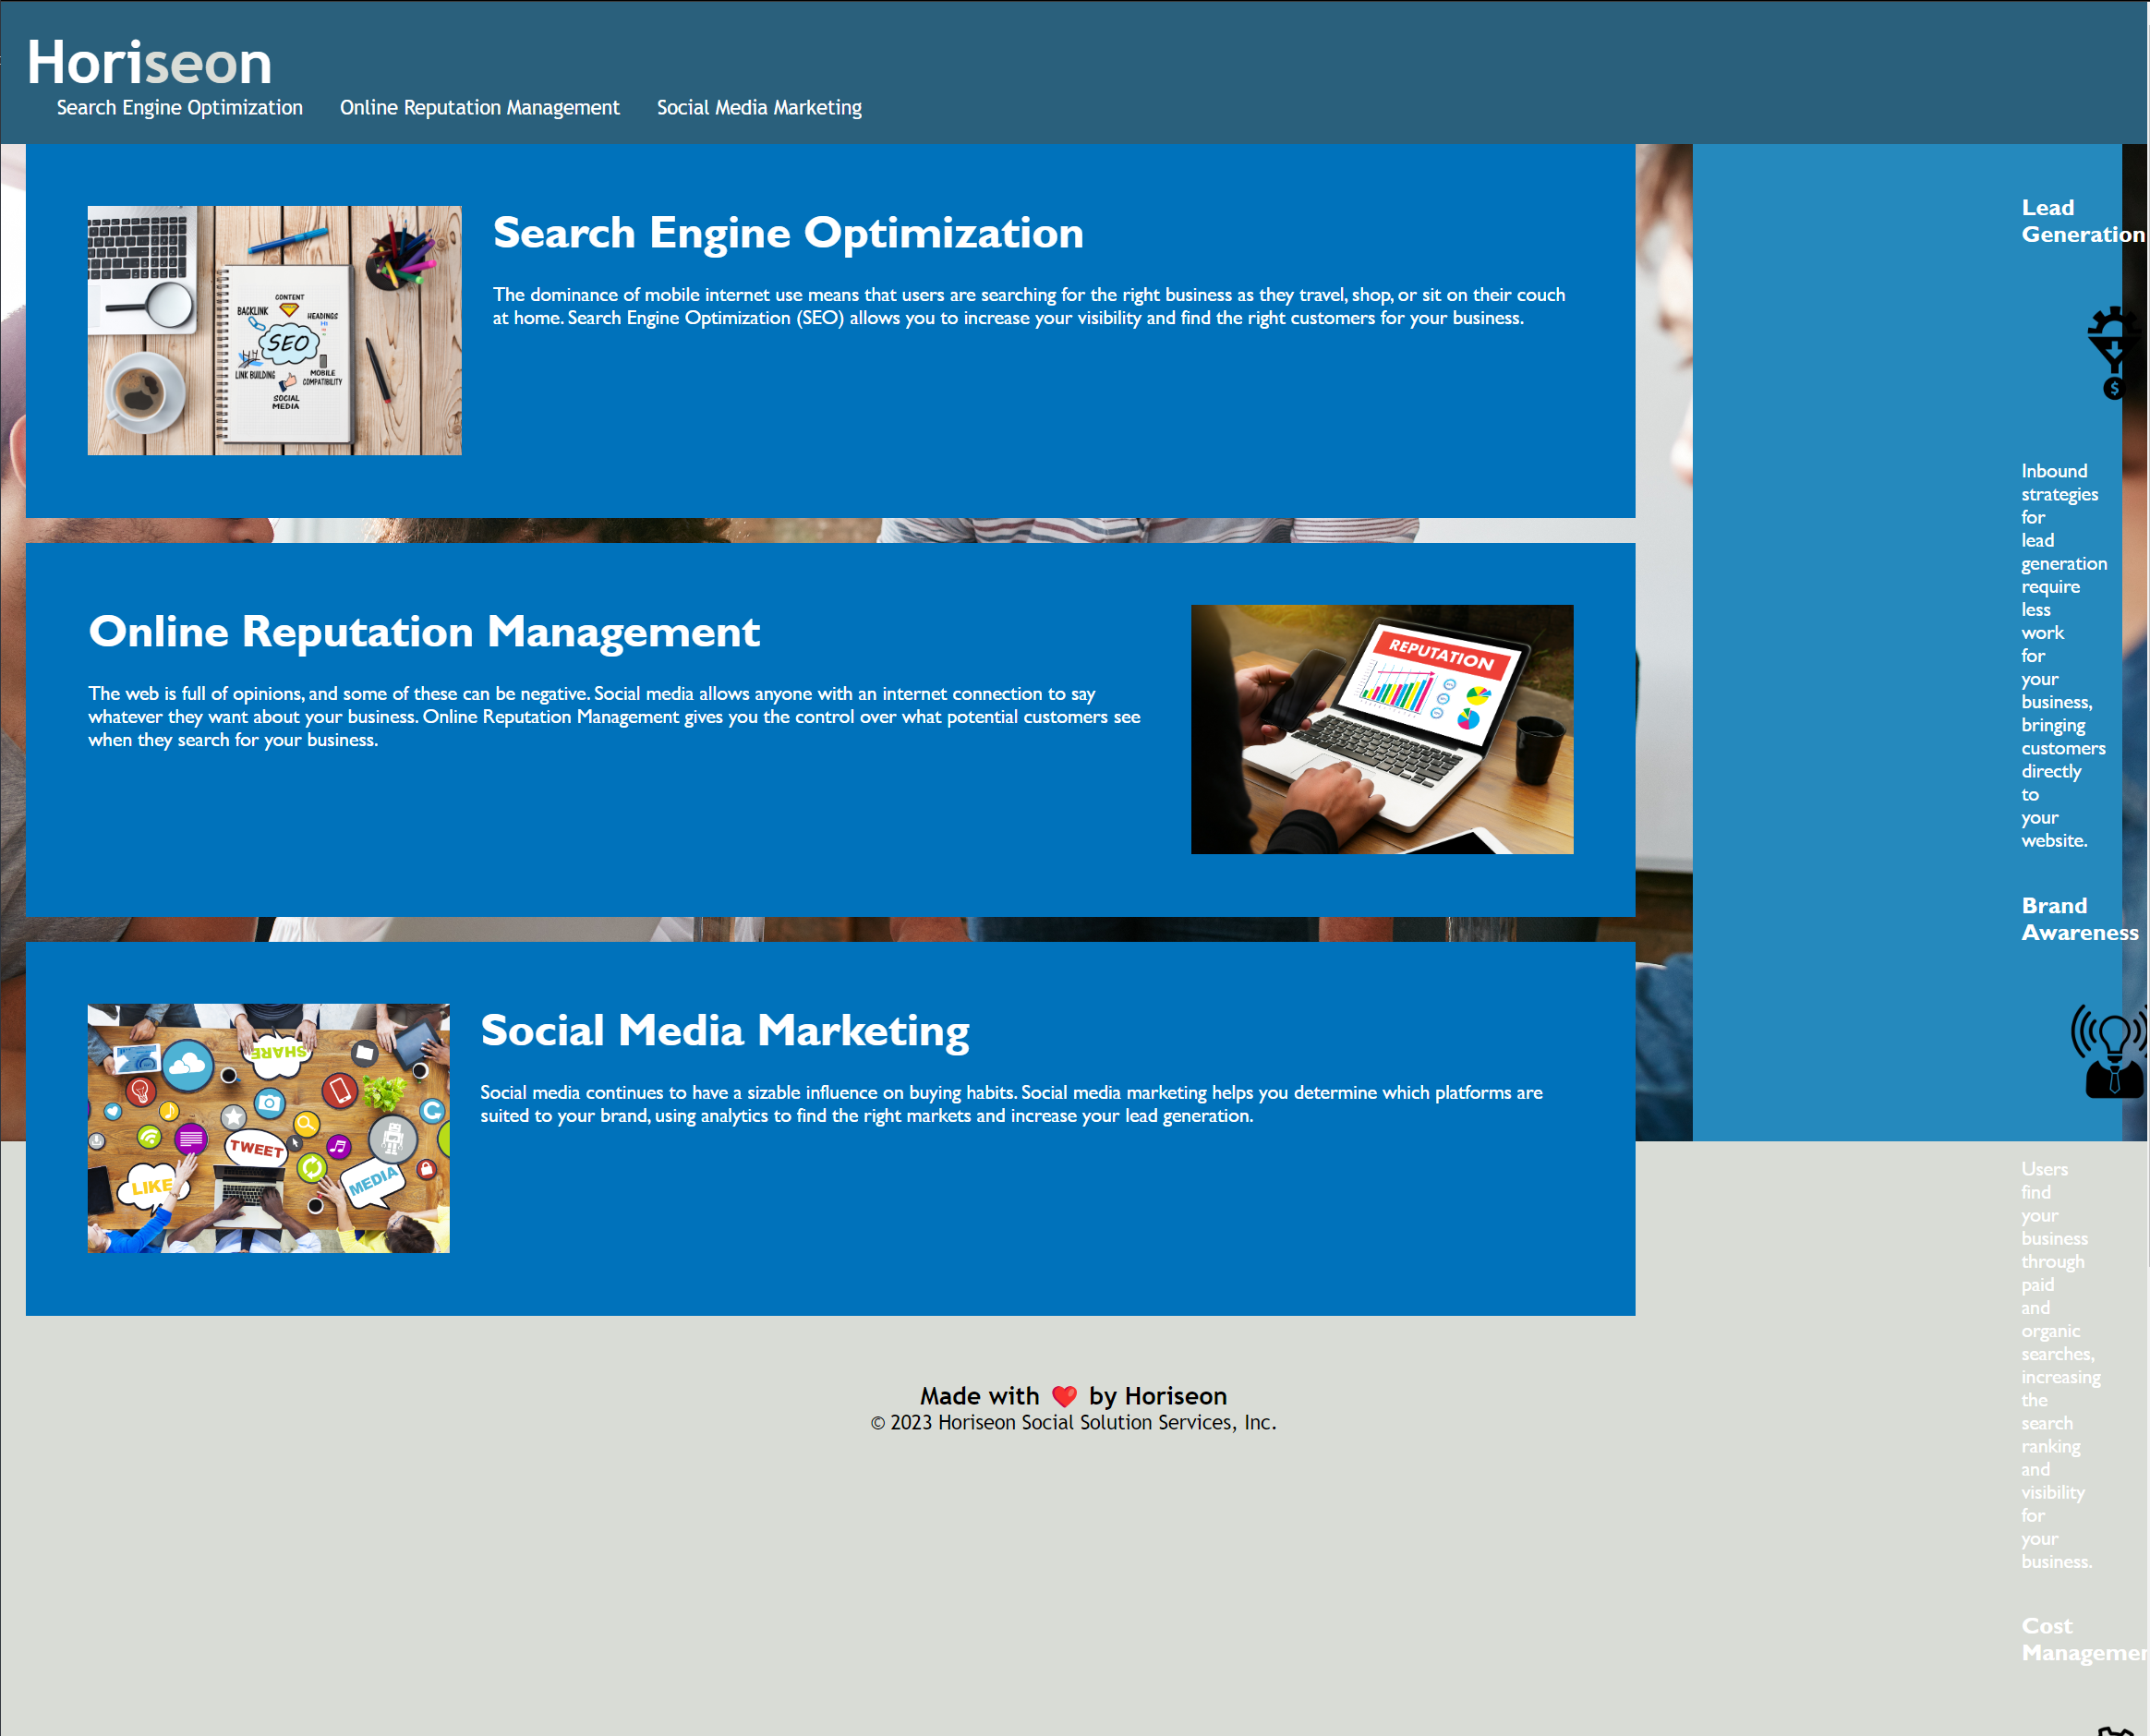 Horiseon
Search Engine Optimization
Online Reputation Management
Social Media Marketing
CONTENT
BACKLINK
HEADINGS
H1
SEO
LINK BUILDING
MOBILE
COMPATIBILITY
SOCIAL
MEDIA
Search Engine Optimization
The dominance of mobile internet use means that users are searching for the right business as they travel, shop, or sit on their couch
at home. Search Engine Optimization (SEO) allows you to increase your visibility and find the right customers for your business.
Online Reputation Management
The web is full of opinions, and some of these can be negative. Social media allows anyone with an internet connection to say
whatever they want about your business. Online Reputation Management gives you the control over what potential customers see
when they search for your business.
REPUTATION
SHARE
TWEET
LIKE
MEDIA
Social Media Marketing
Social media continues to have a sizable influence on buying habits. Social media marketing helps you determine which platforms are
suited to your brand, using analytics to find the right markets and increase your lead generation.
Lead
Generation
$
Inbound
strategies
for
lead
generation
require
less
work
for
your
business,
bringing
customers
directly
to
your
website.
Brand
Awareness
Users
find
your
business
through
paid
and
organic
searches,
increasing
the
search
ranking
and
visibility
for
your
business.
Cost
Managemen
Made with ❤️ by Horiseon
© 2023 Horiseon Social Solution Services, Inc.